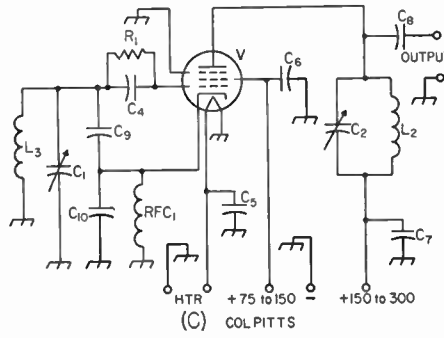 C8
R1
V
C6
OUTPUT
C4
L3
C1
C9
C2
L2
C10
RFC1
C5
C7
HTR +75 to 150 – +150 to 300
(C) COLPITTS